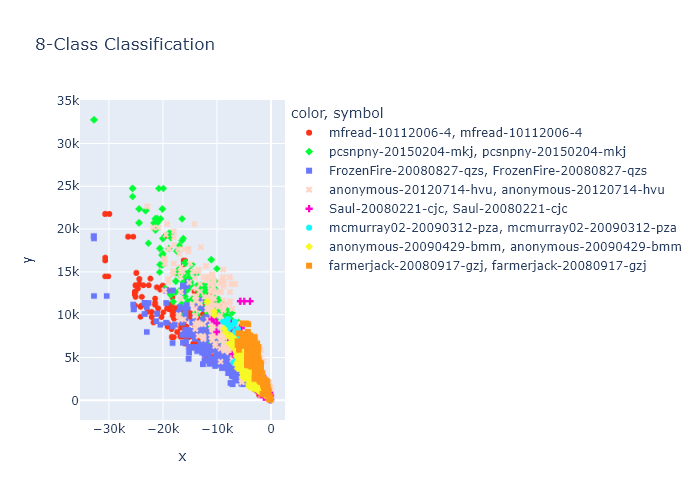 8-Class Classification
35k
30k
25k
20k
15k
10k
5k
0
y
−30k
−20k
−10k
0
x
color, symbol
mfread-10112006-4, mfread-10112006-4
pcsnpny-20150204-mkj, pcsnpny-20150204-mkj
FrozenFire-20080827-qzs, FrozenFire-20080827-qzs
anonymous-20120714-hvu, anonymous-20120714-hvu
Saul-20080221-cjc, Saul-20080221-cjc
mcmurray02-20090312-pza, mcmurray02-20090312-pza
anonymous-20090429-bmm, anonymous-20090429-bmm
farmerjack-20080917-gzj, farmerjack-20080917-gzj